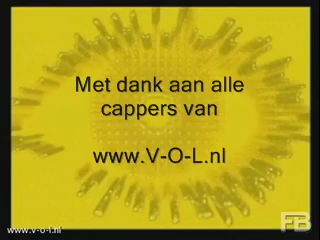 Met dank aan alle
cappers van
www.V-O-L.nl
www.v-o-l.nl
FB